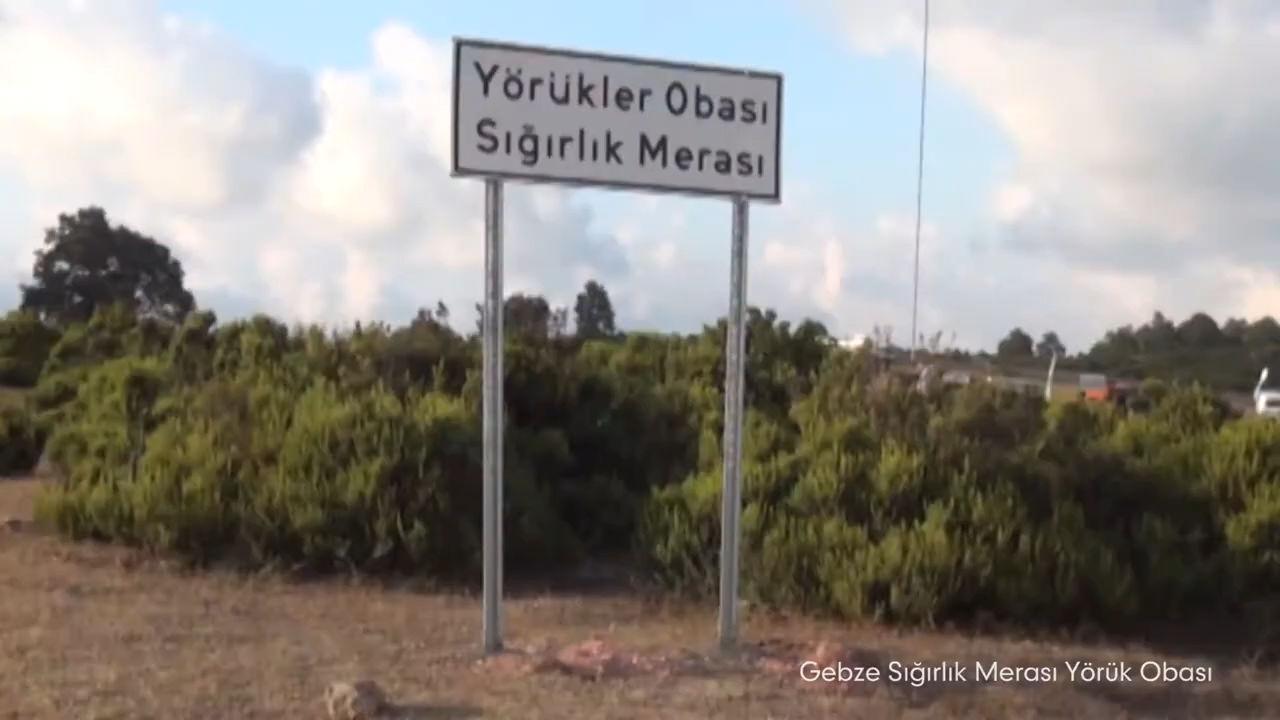 Yörükler Obası
Sığırlık Merası
Gebze Sığırlık Merası Yörük Obası